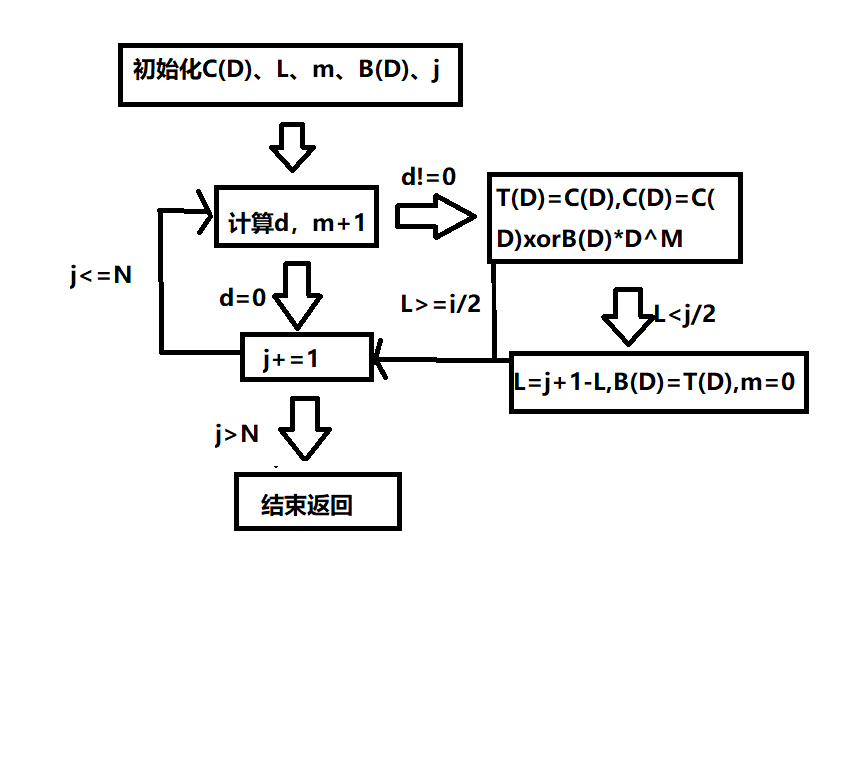 初始化C(D)、L、m、B(D)、j
d!=0
计算d，m+1
T(D)=C(D),C(D)=C(
D)xorB(D)*D^M
j<=N
d=0
L>=i/2
L<j/2
j+=1
L=j+1-L,B(D)=T(D),m=0
j>N
结束返回